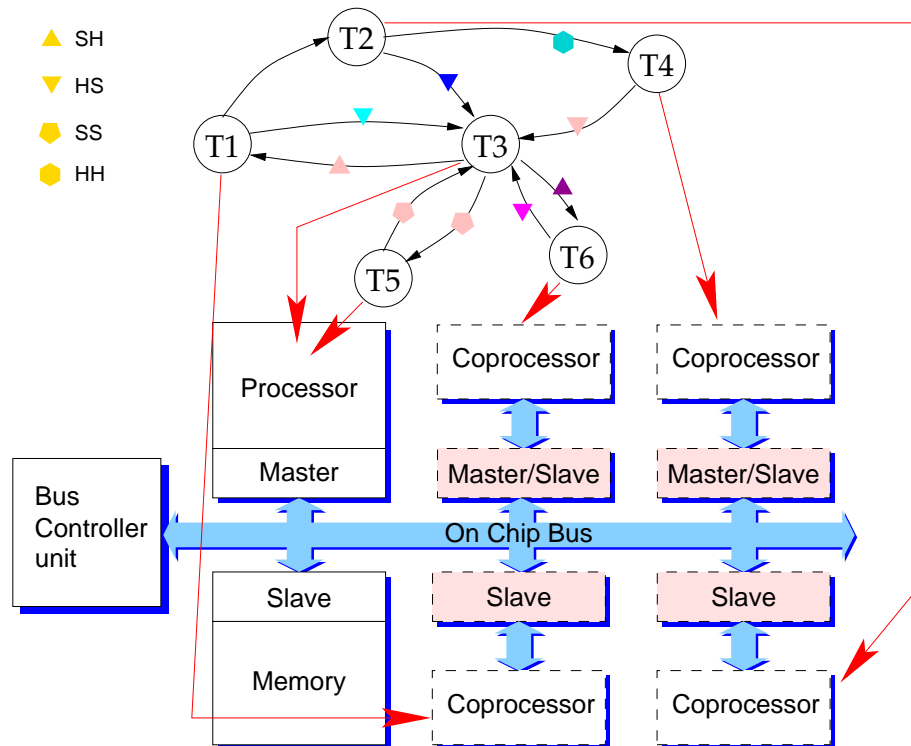 SH
HS
SS
HH
T2
T4
T1
T3
T5
T6
Processor
Master
Coprocessor
Master/Slave
Coprocessor
Master/Slave
Bus
Controller
unit
On Chip Bus
Slave
Memory
Slave
Coprocessor
Slave
Coprocessor